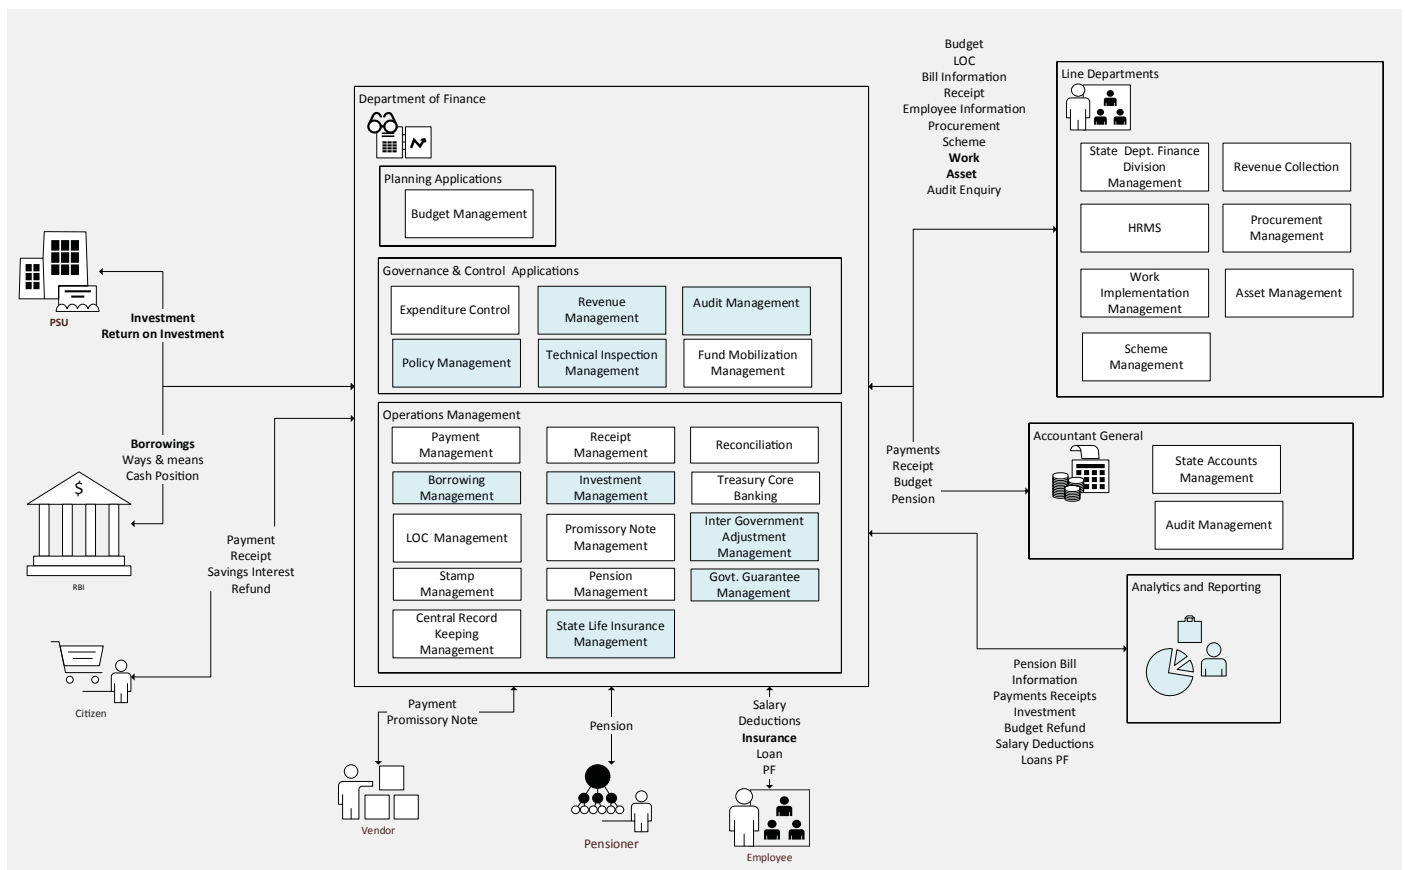 Department of Finance
Planning Applications
Budget Management
Governance & Control Applications
Expenditure Control
Revenue
Management
Audit Management
Policy Management
Technical Inspection
Management
Fund Mobilization
Management
Operations Management
Payment
Management
Receipt
Management
Reconciliation
Borrowing
Management
Investment
Management
Treasury Core
Banking
LOC Management
Promissory Note
Management
Inter Government
Adjustment
Management
Stamp
Management
Pension
Management
Govt. Guarantee
Management
Central Record
Keeping
Management
State Life Insurance
Management
PSU
Investment
Return on Investment
Borrowings
Ways & means
Cash Position
$
RBI
Payment
Receipt
Savings Interest
Refund
Citizen
Payment
Promissory Note
Vendor
Pension
Pensioner
Salary
Deductions
Insurance
Loan
PF
Employee
Budget
LOC
Bill Information
Receipt
Employee Information
Procurement
Scheme
Work
Asset
Audit Enquiry
Line Departments
State Dept. Finance
Division
Management
Revenue Collection
HRMS
Procurement
Management
Work
Implementation
Management
Asset Management
Scheme
Management
Payments
Receipt
Budget
Pension
Accountant General
State Accounts
Management
Audit Management
Analytics and Reporting
Pension Bill
Information
Payments Receipts
Investment
Budget Refund
Salary Deductions
Loans PF